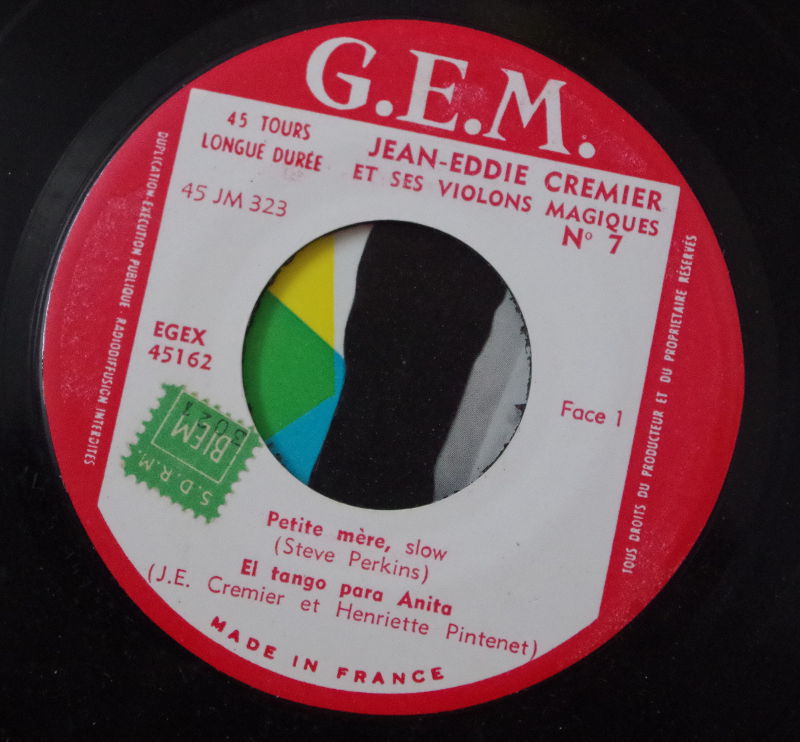 G.E.M.
45 TOURS
LONGUE DURÉE
JEAN-EDDIE CREMIER
ET SES VIOLONS MAGIQUES
N° 7
45 JM 323
EGEX
45162
Face 1
S.D.R.M.
BIEM
Petite mère, slow
(Steve Perkins)
El tango para Anita
(J.E. Cremier et Henriette Pintenet)
MADE IN FRANCE
DUPLICATION-EXÉCUTION PUBLIQUE RADIODIFFUSION INTERDITES
TOUS DROITS DU PRODUCTEUR ET DU PROPRIETAIRE RÉSERVÉS